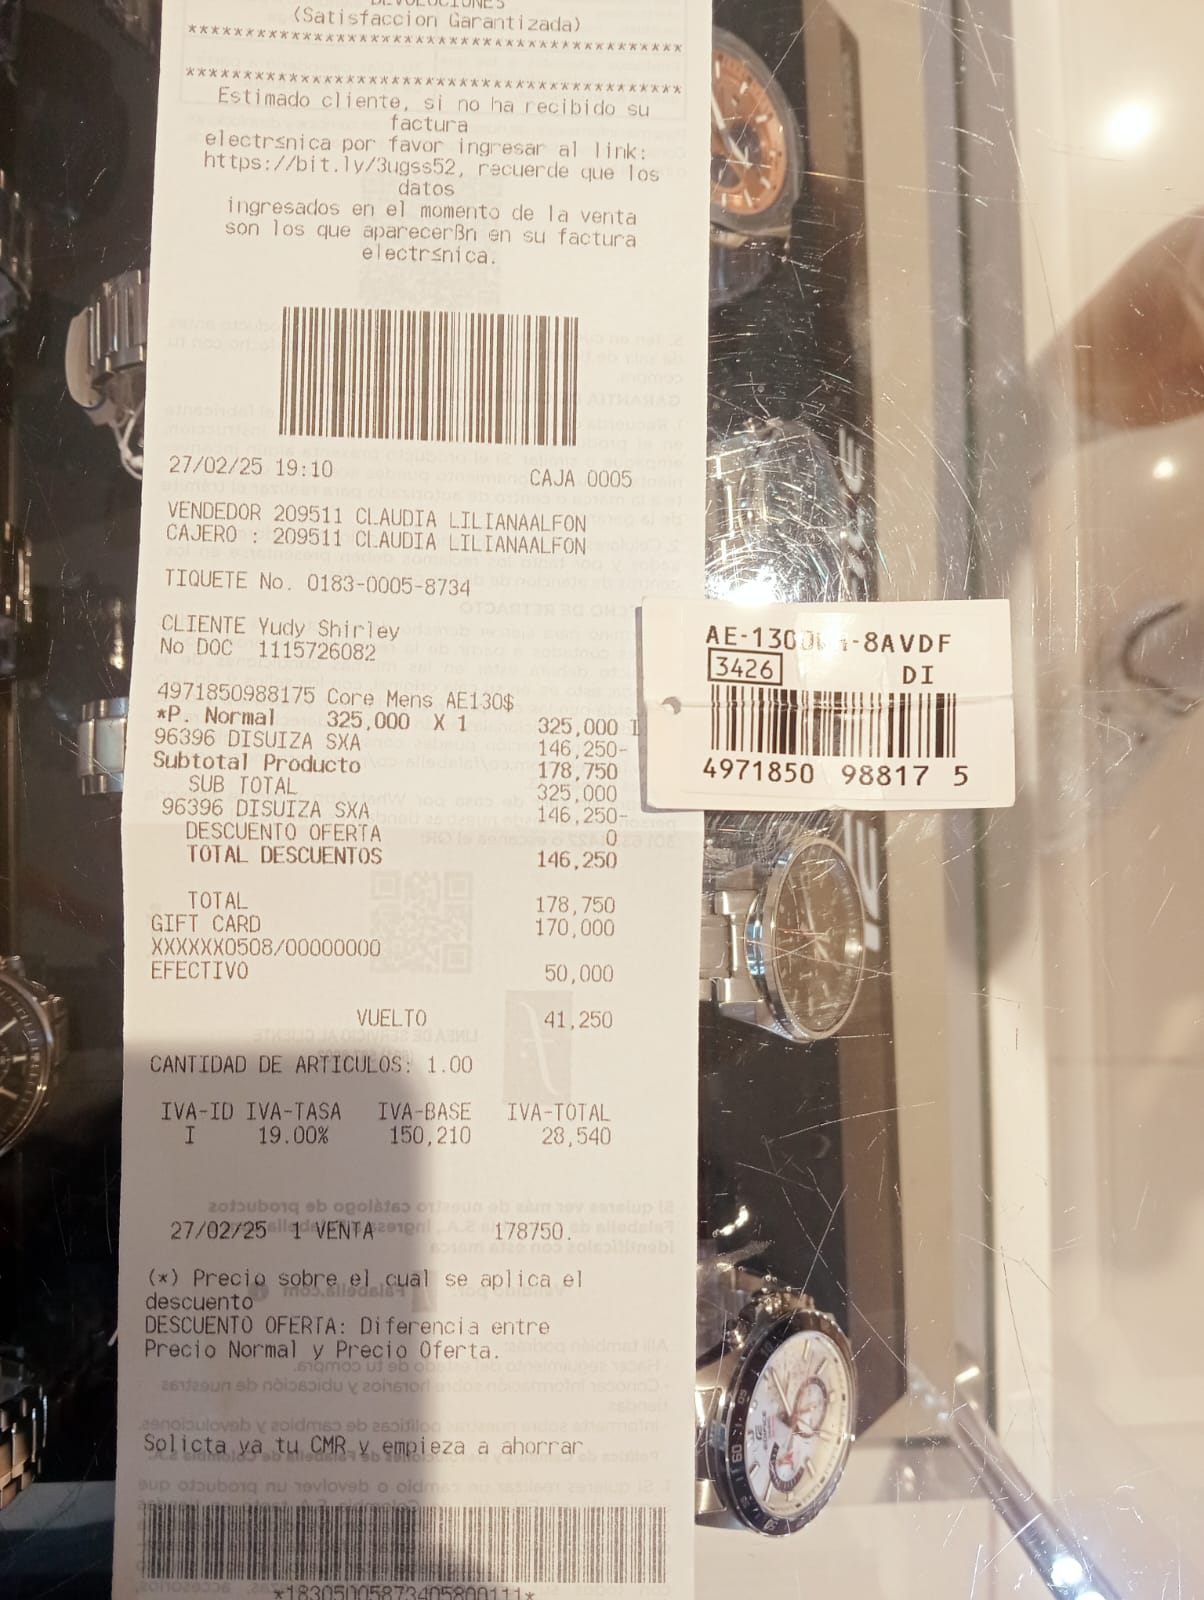 DEVOLUCIONES
(Satisfaccion Garantizada)
*******************************************
*******************************************
Estimado cliente, si no ha recibido su
factura
electr≤nica por favor ingresar al link:
https://bit.ly/3ugss52, recuerde que los
datos
ingresados en el momento de la venta
son los que aparecerßn en su factura
electr≤nica.
27/02/25 19:10 CAJA 0005
VENDEDOR 209511 CLAUDIA LILIANAALFON
CAJERO : 209511 CLAUDIA LILIANAALFON
TIQUETE No. 0183-0005-8734
CLIENTE Yudy Shirley
No DOC 1115726082
4971850988175 Core Mens AE130$
*P. Normal 325,000 X 1 325,000 I
96396 DISUIZA SXA 146,250-
Subtotal Producto 178,750
SUB TOTAL 325,000
96396 DISUIZA SXA 146,250-
DESCUENTO OFERTA 0
TOTAL DESCUENTOS 146,250
TOTAL 178,750
GIFT CARD 170,000
XXXXXX0508/00000000
EFECTIVO 50,000
VUELTO 41,250
CANTIDAD DE ARTICULOS: 1.00
IVA-ID IVA-TASA IVA-BASE IVA-TOTAL
I 19.00% 150,210 28,540
27/02/25 1 VENTA 178750.
(*) Precio sobre el cual se aplica el
descuento
DESCUENTO OFERTA: Diferencia entre
Precio Normal y Precio Oferta.
Solicta ya tu CMR y empieza a ahorrar
*18305005873405800111*
3426 DI
4971850 98817 5